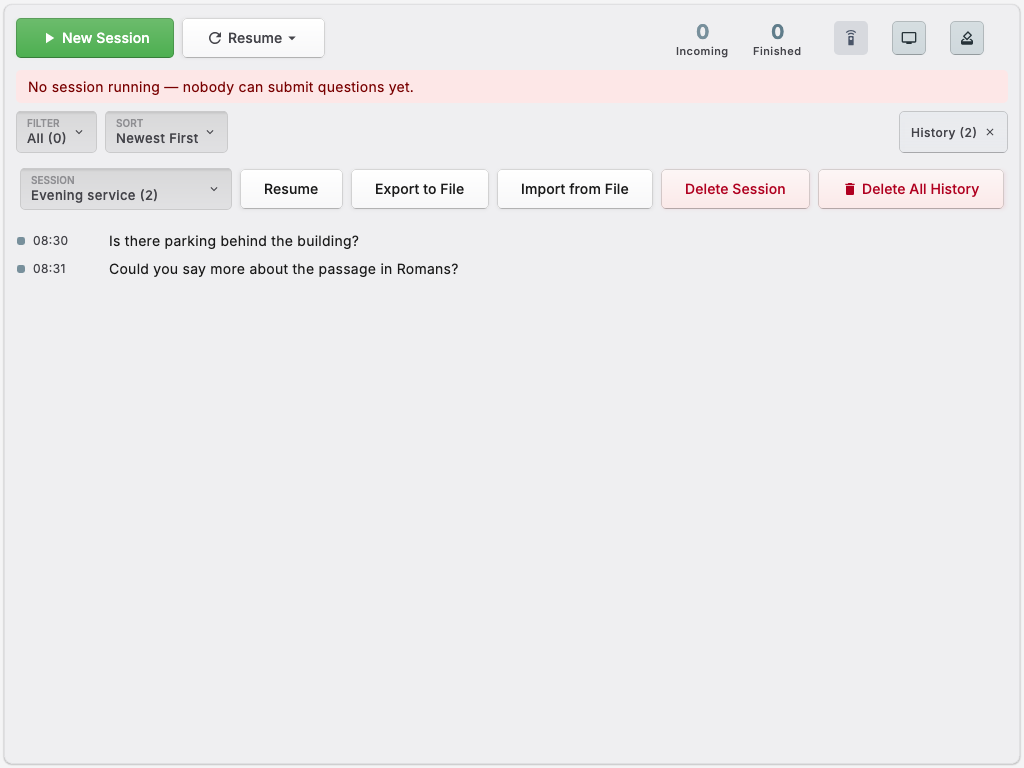 New Session
Resume
0
Incoming
0
Finished
No session running — nobody can submit questions yet.
FILTER
All (0)
SORT
Newest First
History (2)
SESSION
Evening service (2)
Resume
Export to File
Import from File
Delete Session
Delete All History
08:30 Is there parking behind the building?
08:31 Could you say more about the passage in Romans?